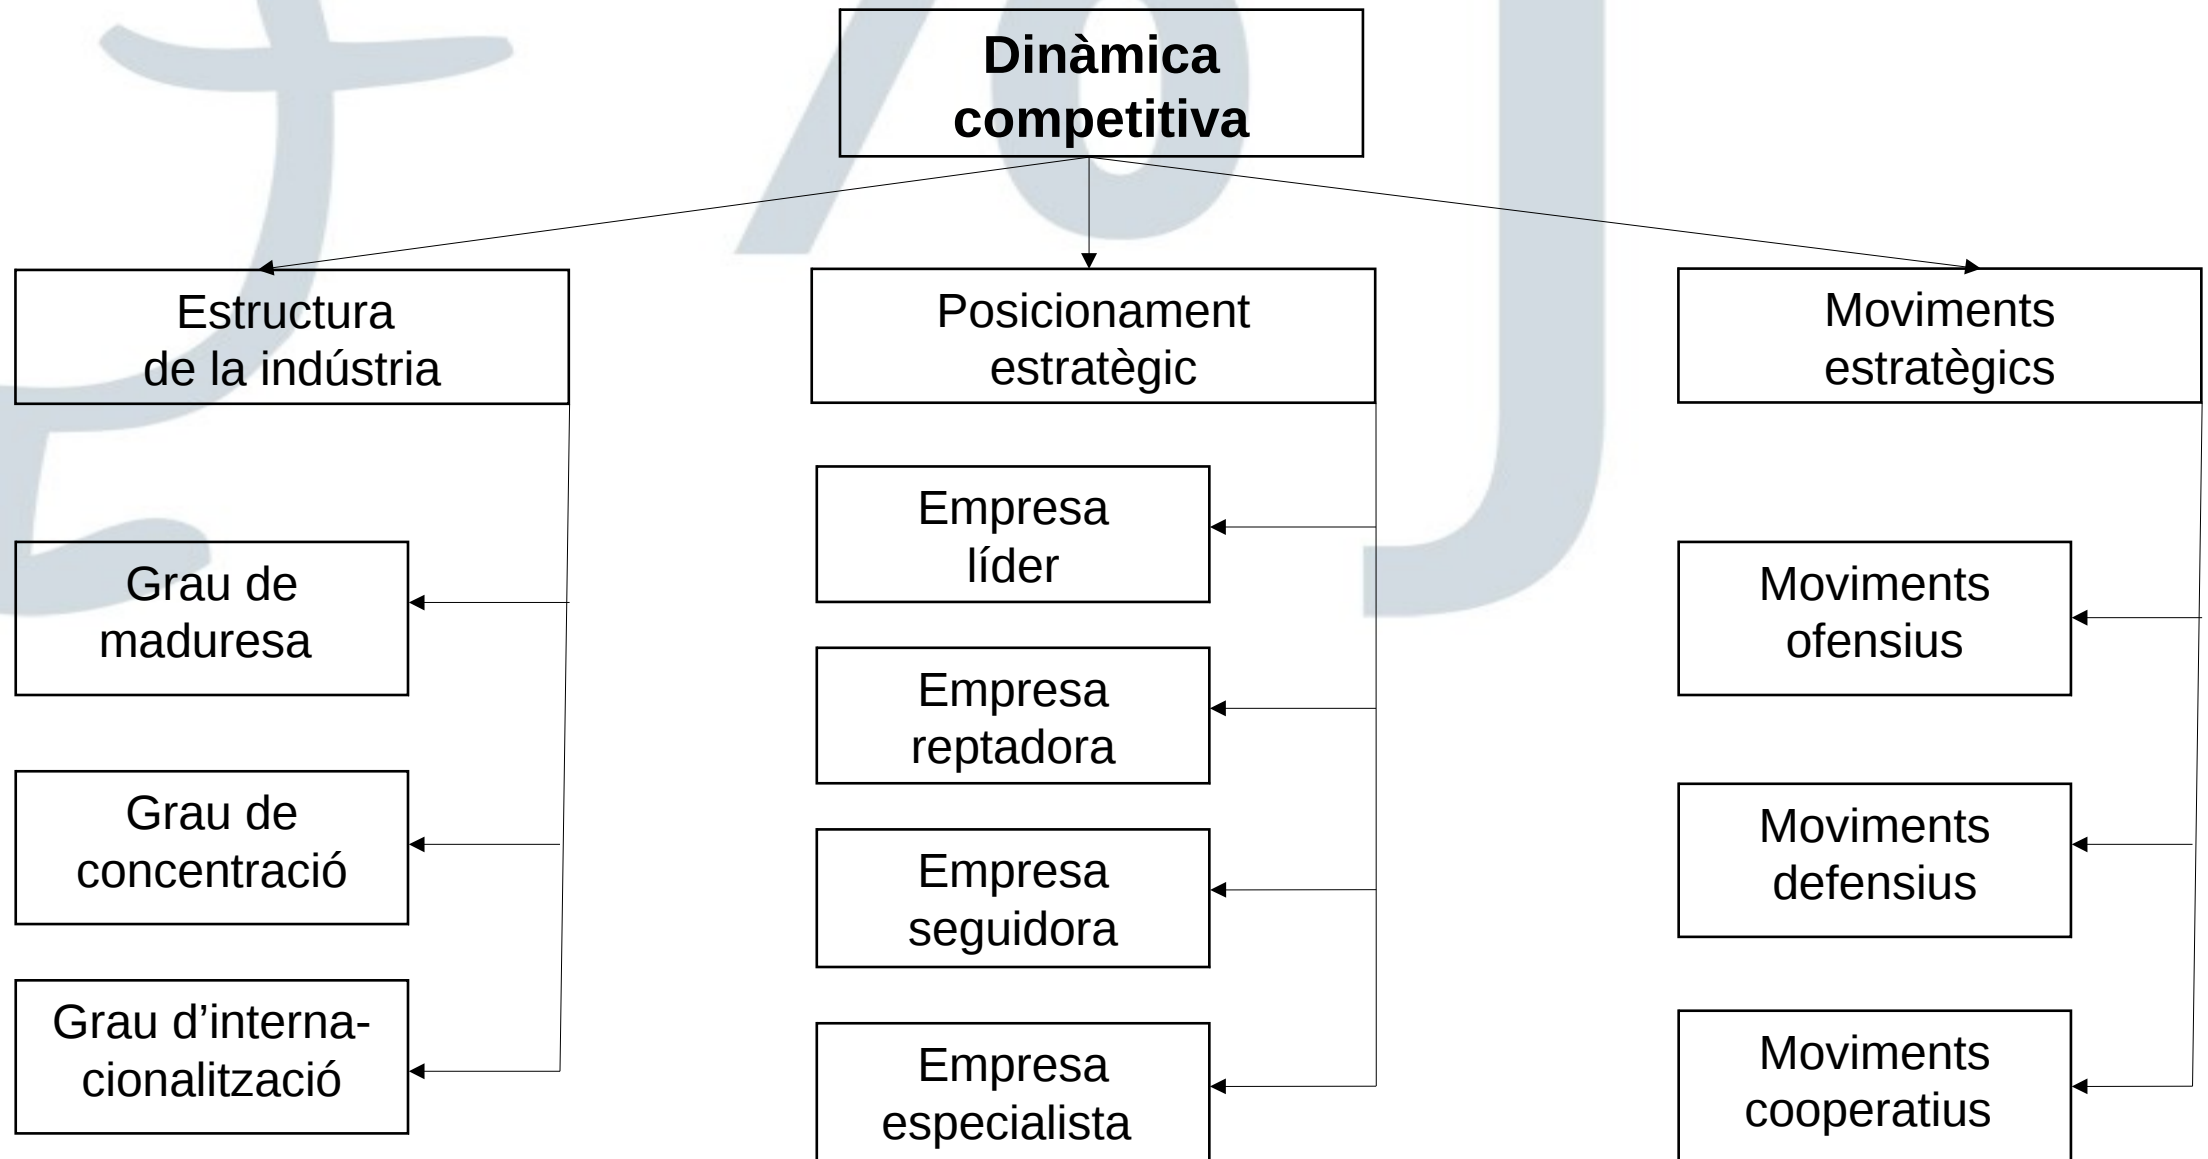 Dinàmica
competitiva
Estructura
de la indústria
Grau de
maduresa
Grau de
concentració
Grau d’interna-
cionalització
Posicionament
estratègic
Empresa
líder
Empresa
reptadora
Empresa
seguidora
Empresa
especialista
Moviments
estratègics
Moviments
ofensius
Moviments
defensius
Moviments
cooperatius